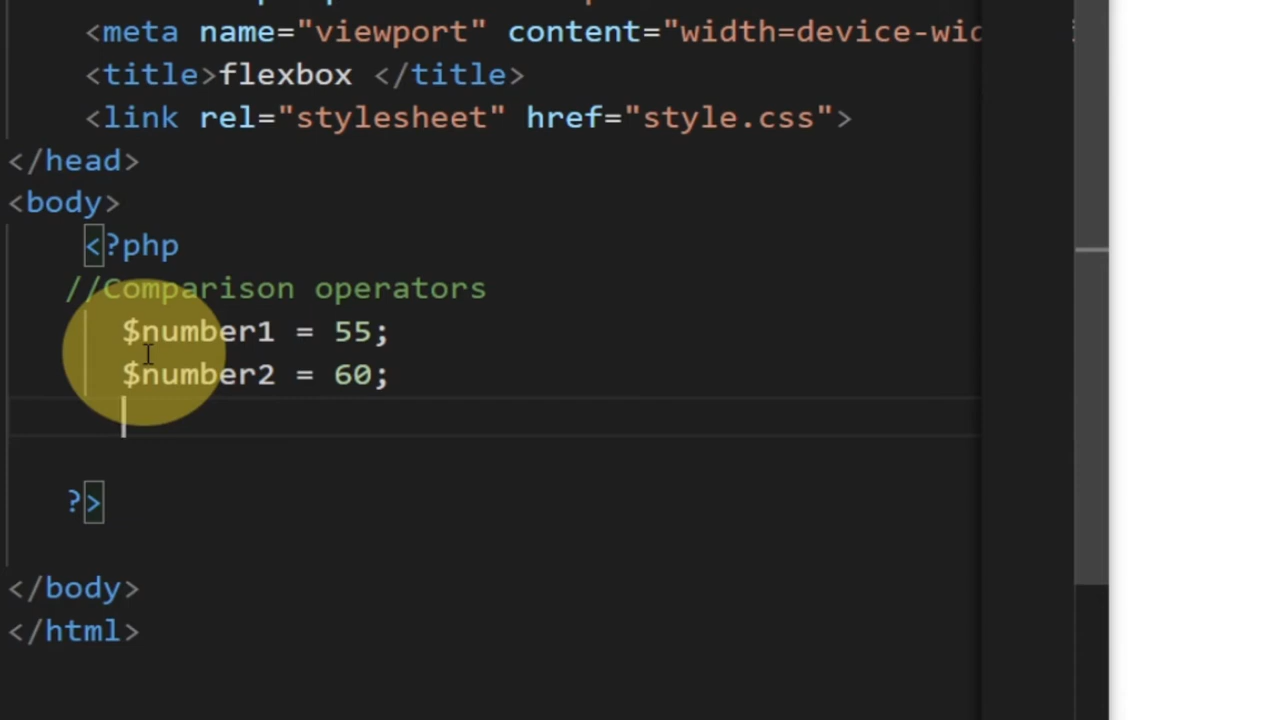 <meta name="viewport" content="width=device-wid
<title>flexbox </title>
<link rel="stylesheet" href="style.css">
</head>
<body>
<?php
//Comparison operators
$number1 = 55;
$number2 = 60;
?>
</body>
</html>